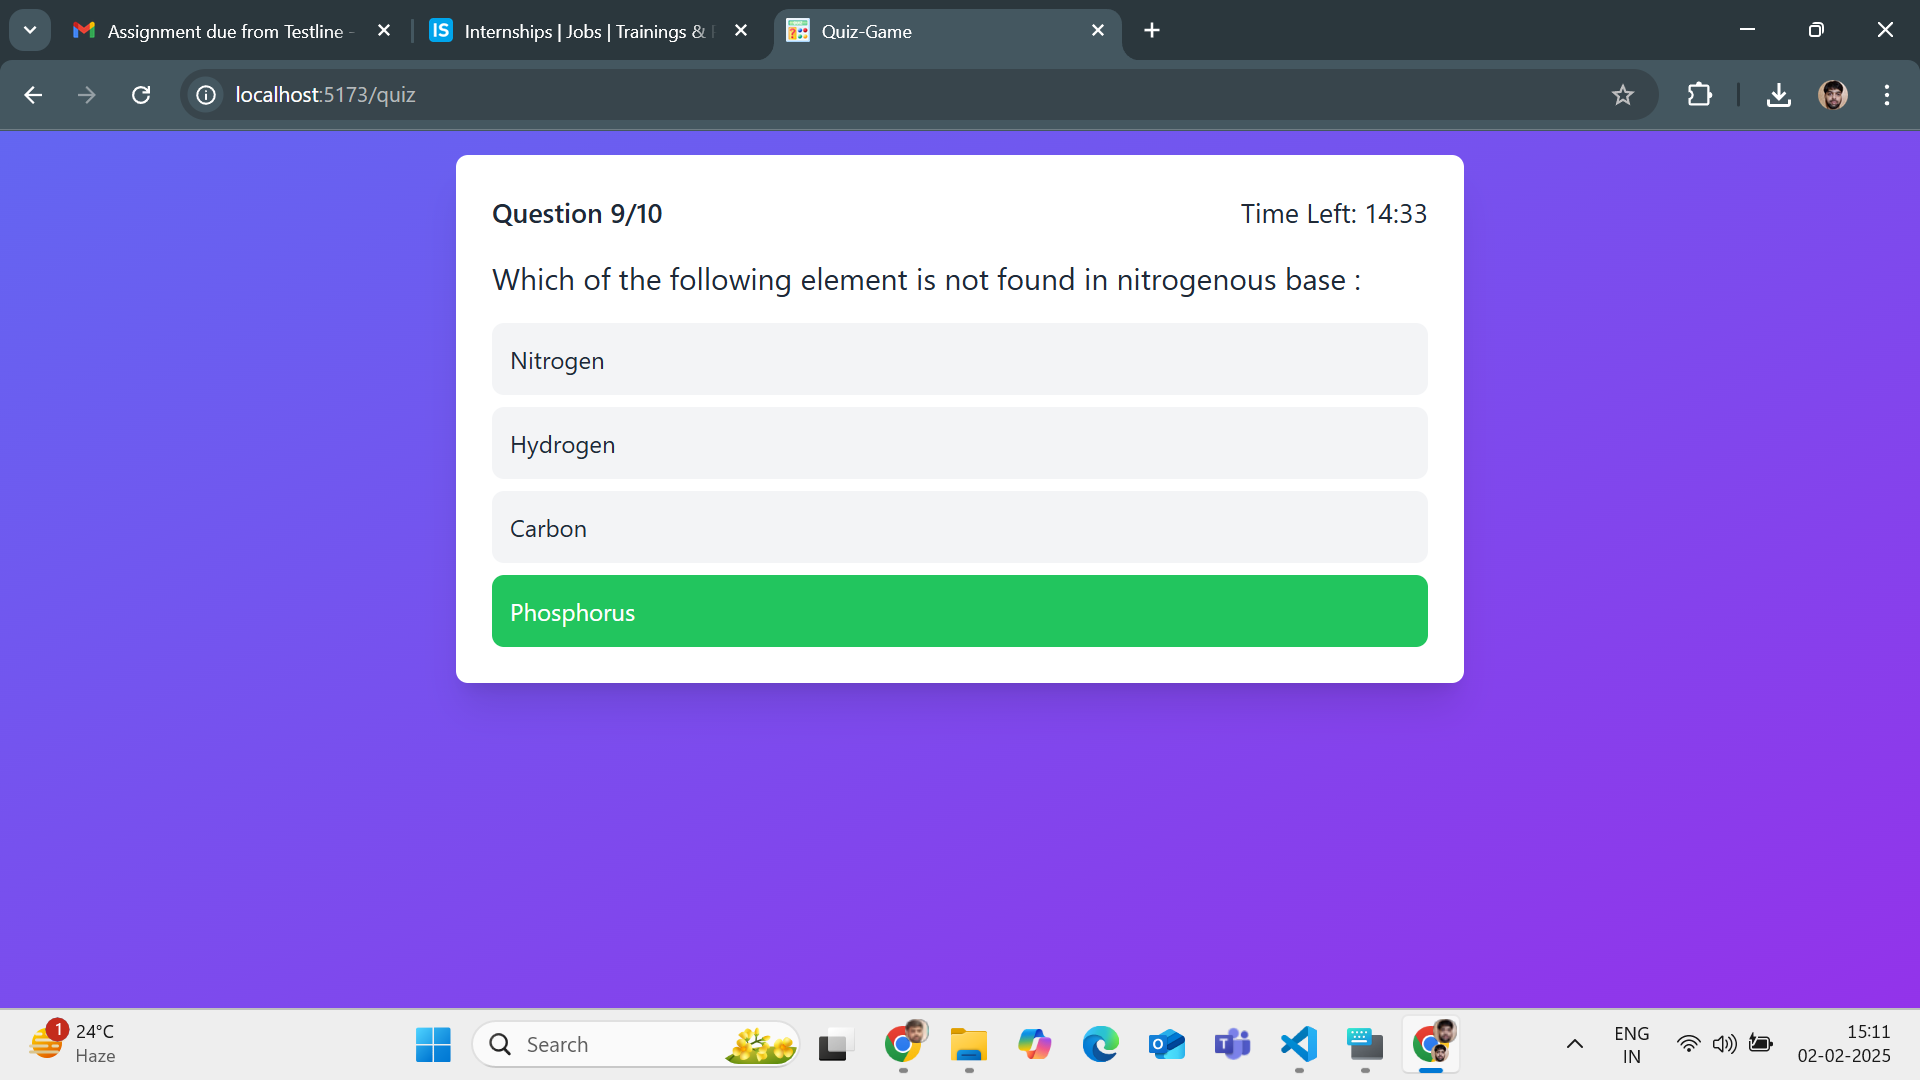 Assignment due from Testline -
IS
Internships | Jobs | Trainings &
Quiz-Game
localhost:5173/quiz
Question 9/10
Time Left: 14:33
Which of the following element is not found in nitrogenous base :
Nitrogen
Hydrogen
Carbon
Phosphorus
1
24°C
Haze
Search
ENG
IN
15:11
02-02-2025